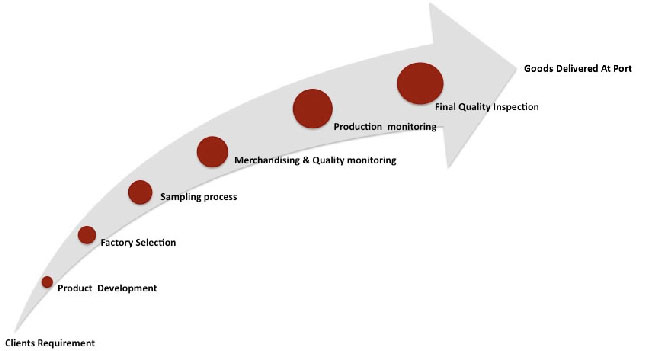 Goods Delivered At Port
Final Quality Inspection
Production monitoring
Merchandising & Quality monitoring
Sampling process
Factory Selection
Product Development
Clients Requirement